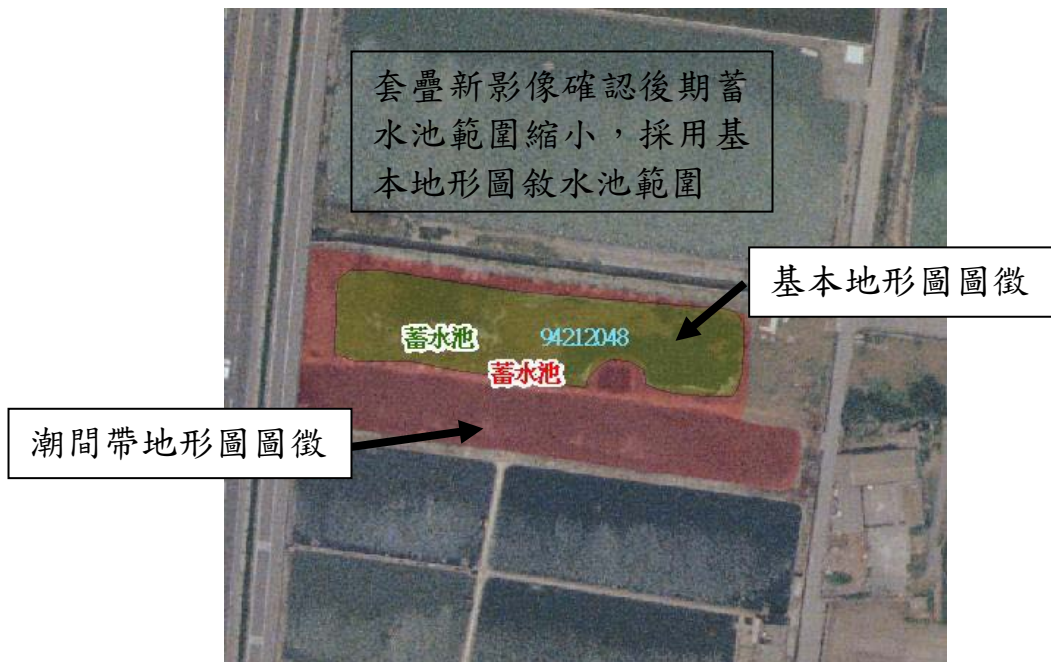 套疊新影像確認後期蓄
水池範圍縮小，採用基
本地形圖敘水池範圍
基本地形圖圖徵
蓄水池 94212048
蓄水池
潮間帶地形圖圖徵